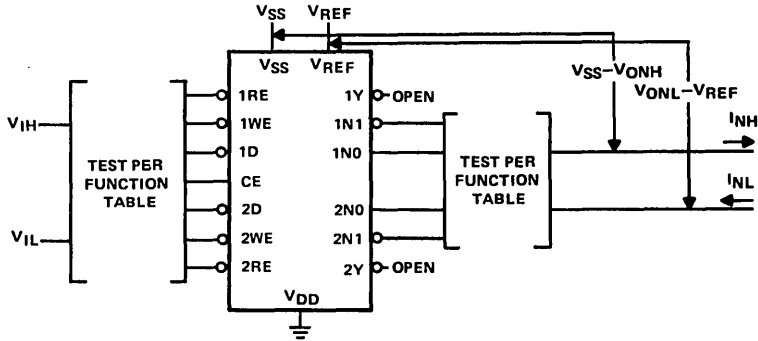 VSS VREF
VSS VREF
VSS–VONH
VONL–VREF
1RE 1Y OPEN
VIH 1WE 1N1 INH
1D 1N0
TEST PER
FUNCTION
TABLE
CE
TEST PER
FUNCTION
TABLE
INL
2D 2N0
VIL 2WE 2N1
2RE 2Y OPEN
VDD